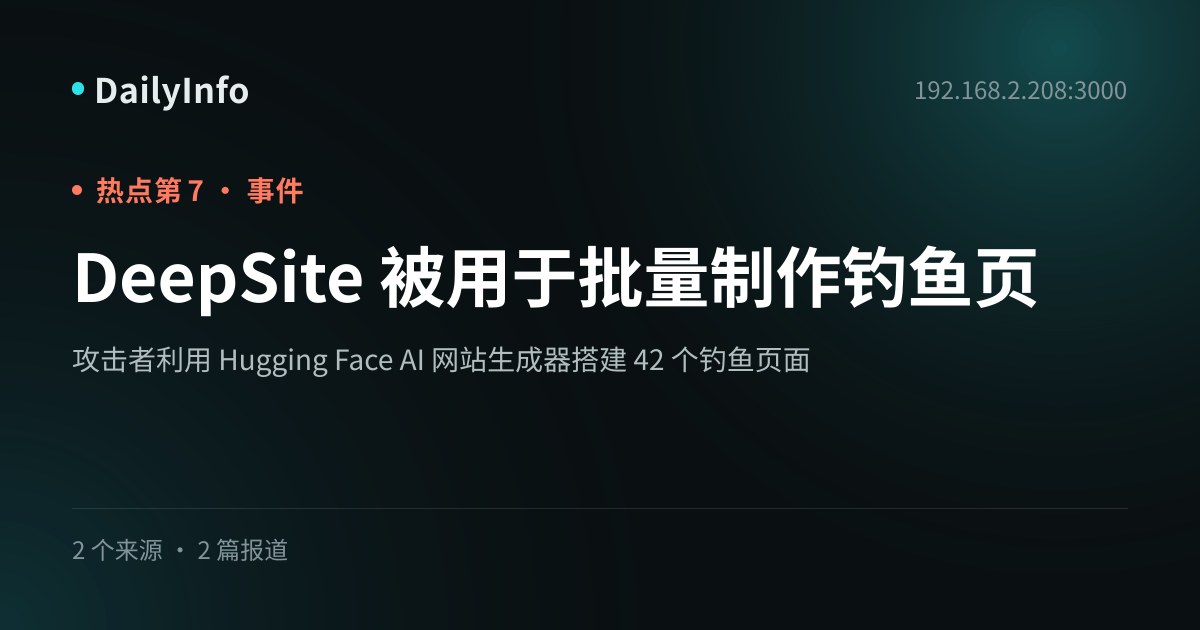 DailyInfo
192.168.2.208:3000
热点第 7 · 事件
DeepSite 被用于批量制作钓鱼页
攻击者利用 Hugging Face AI 网站生成器搭建 42 个钓鱼页面
2 个来源 · 2 篇报道